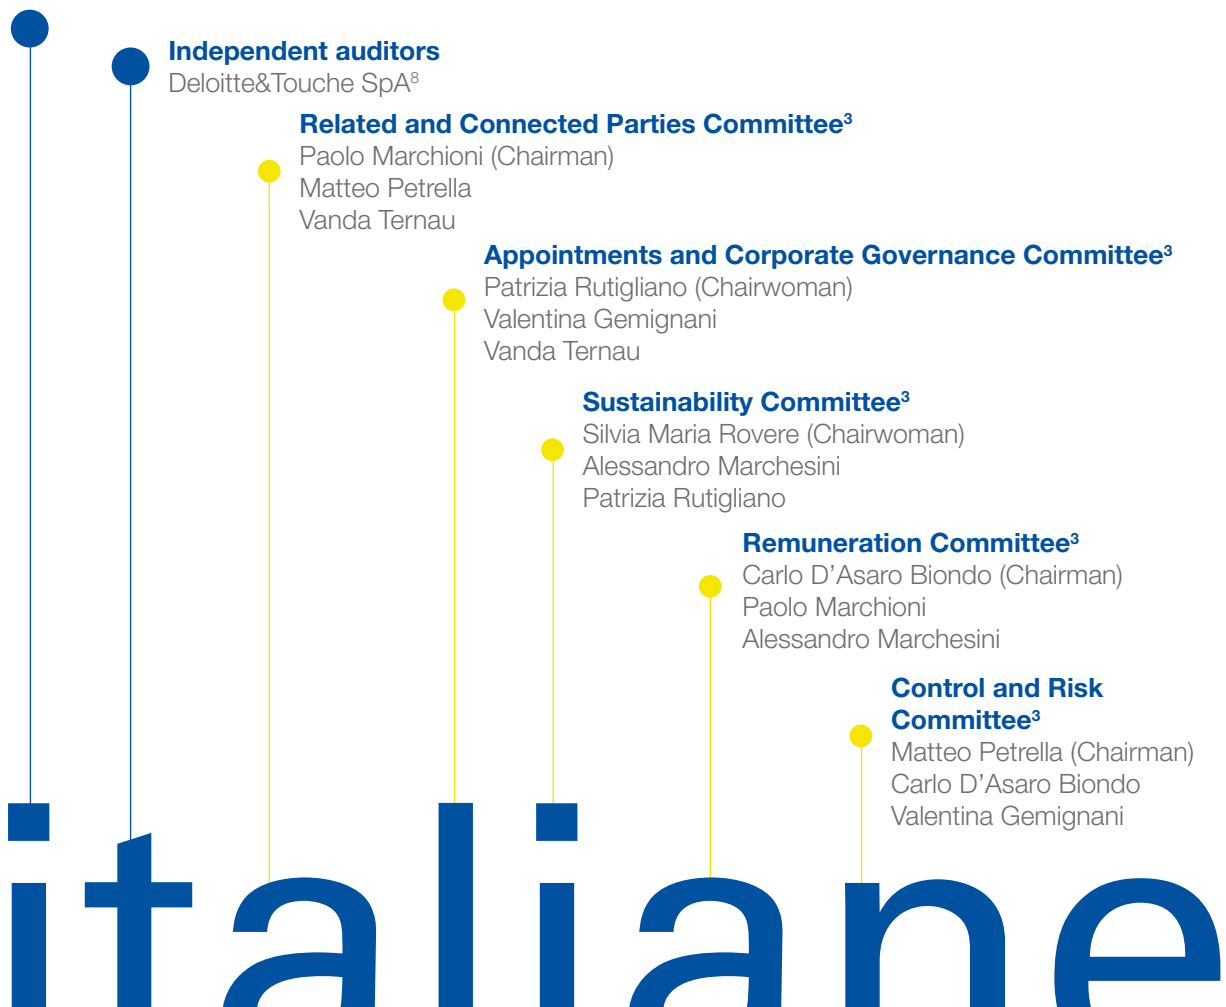 Independent auditors
Deloitte&Touche SpA⁸
Related and Connected Parties Committee³
Paolo Marchioni (Chairman)
Matteo Petrella
Vanda Ternau
Appointments and Corporate Governance Committee³
Patrizia Rutigliano (Chairwoman)
Valentina Gemignani
Vanda Ternau
Sustainability Committee³
Silvia Maria Rovere (Chairwoman)
Alessandro Marchesini
Patrizia Rutigliano
Remuneration Committee³
Carlo D’Asaro Biondo (Chairman)
Paolo Marchioni
Alessandro Marchesini
Control and Risk
Committee³
Matteo Petrella (Chairman)
Carlo D’Asaro Biondo
Valentina Gemignani
italiane